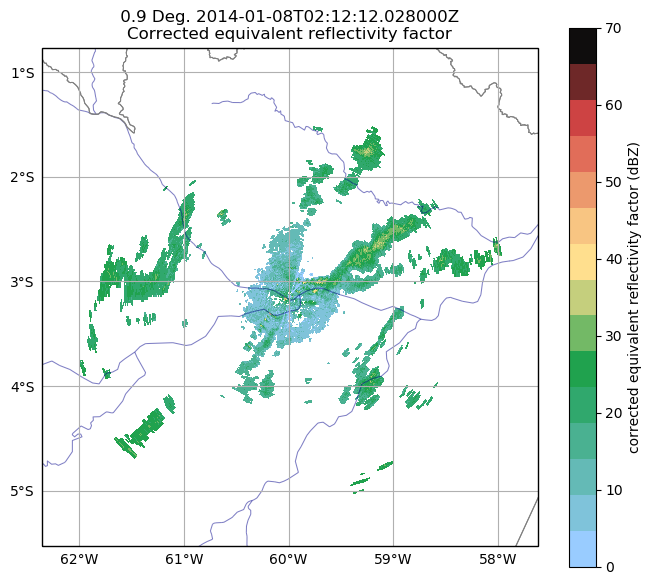 0.9 Deg. 2014-01-08T02:12:12.028000Z
Corrected equivalent reflectivity factor
1°S
2°S
3°S
4°S
5°S
62°W 61°W 60°W 59°W 58°W
70
60
50
40
30
20
10
0
corrected equivalent reflectivity factor (dBZ)